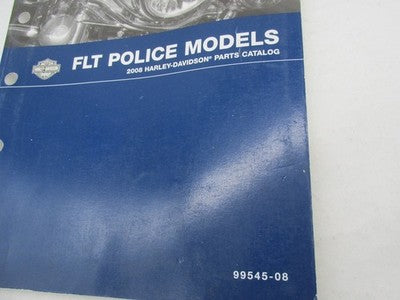 FLT POLICE MODELS
2008 HARLEY-DAVIDSON® PARTS CATALOG
99545-08